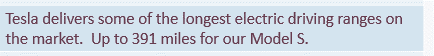 Tesla delivers some of the longest electric driving ranges on
the market.  Up to 391 miles for our Model S.